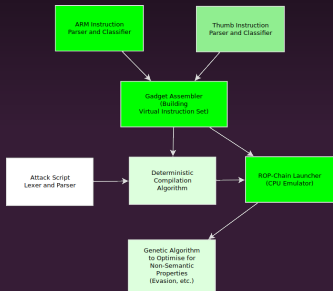 ARM Instruction
Parser and Classifier
Thumb Instruction
Parser and Classifier
Gadget Assembler
(Building
Virtual Instruction Set)
Attack Script
Lexer and Parser
Deterministic
Compilation
Algorithm
ROP-Chain Launcher
(CPU Emulator)
Genetic Algorithm
to Optimise for
Non-Semantic
Properties
(Evasion, etc.)